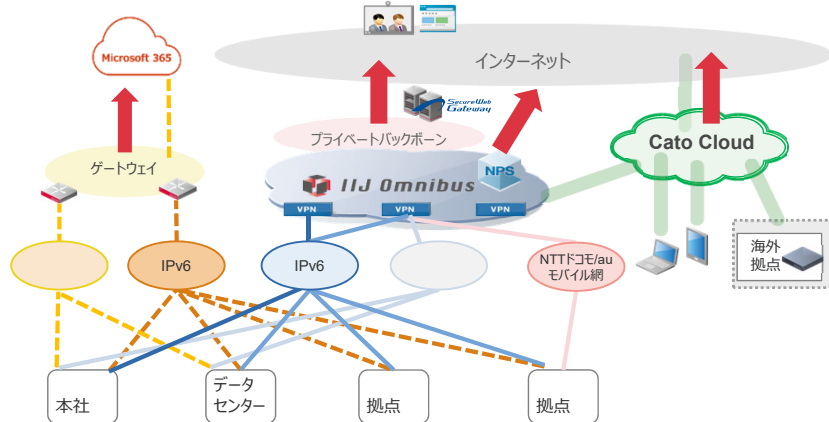 Microsoft 365
インターネット
SecureWeb
Gateway
プライベートバックボーン
Cato Cloud
ゲートウェイ
IIJ Omnibus
NPS
VPN
VPN
VPN
IPv6
IPv6
NTTドコモ/au
モバイル網
海外
拠点
本社
データ
センター
拠点
拠点